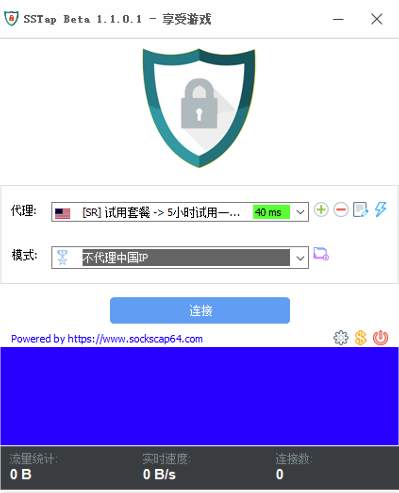 SSTap Beta 1.1.0.1 - 享受游戏
代理: [SR] 试用套餐 -> 5小时试用一... 40 ms
模式: 不代理中国IP
连接
Powered by https://www.sockscap64.com
流量统计: 实时速度: 连接数:
0 B 0 B/s 0